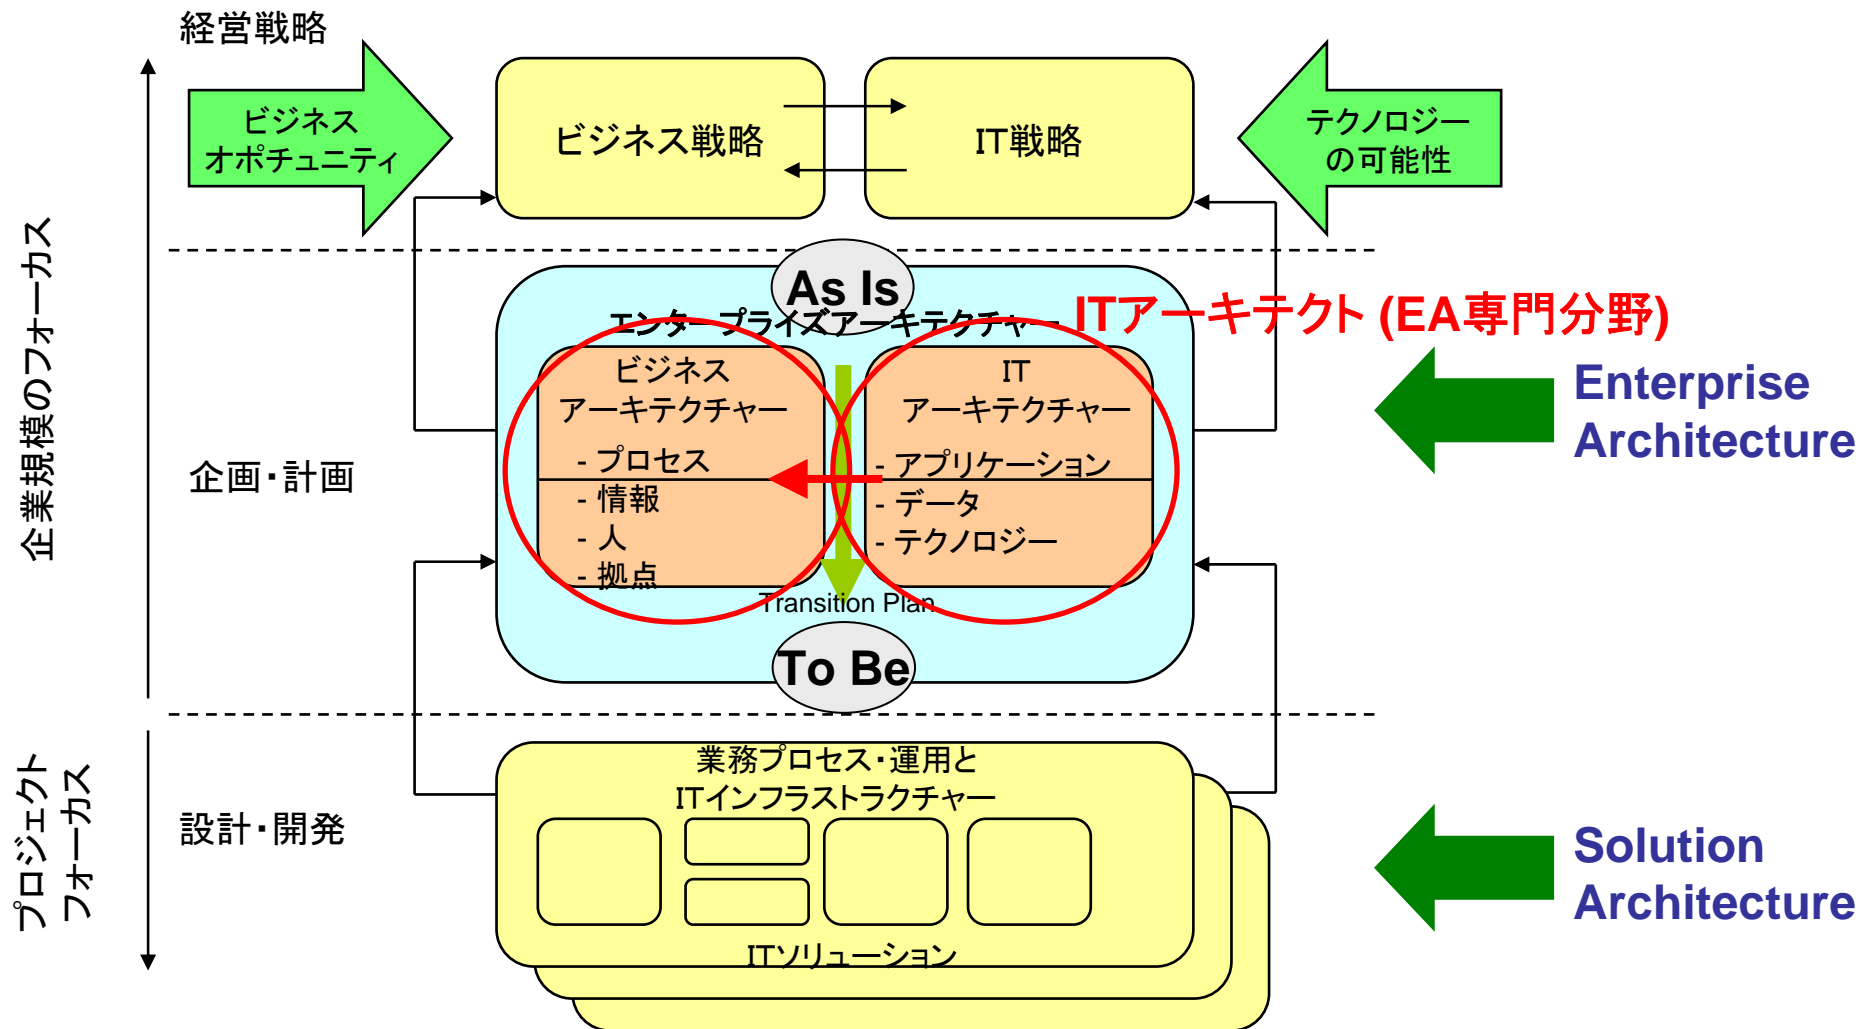 経営戦略
ビジネス
オポチュニティ
ビジネス戦略
IT戦略
テクノロジー
の可能性
企業規模のフォーカス
As Is
エンタープライズアーキテクチャー
ITアーキテクト (EA専門分野)
ビジネス
アーキテクチャー
- プロセス
- 情報
- 人
- 拠点
IT
アーキテクチャー
- アプリケーション
- データ
- テクノロジー
Enterprise
Architecture
企画・計画
Transition Plan
To Be
プロジェクト
フォーカス
設計・開発
業務プロセス・運用と
ITインフラストラクチャー
ITソリューション
Solution
Architecture